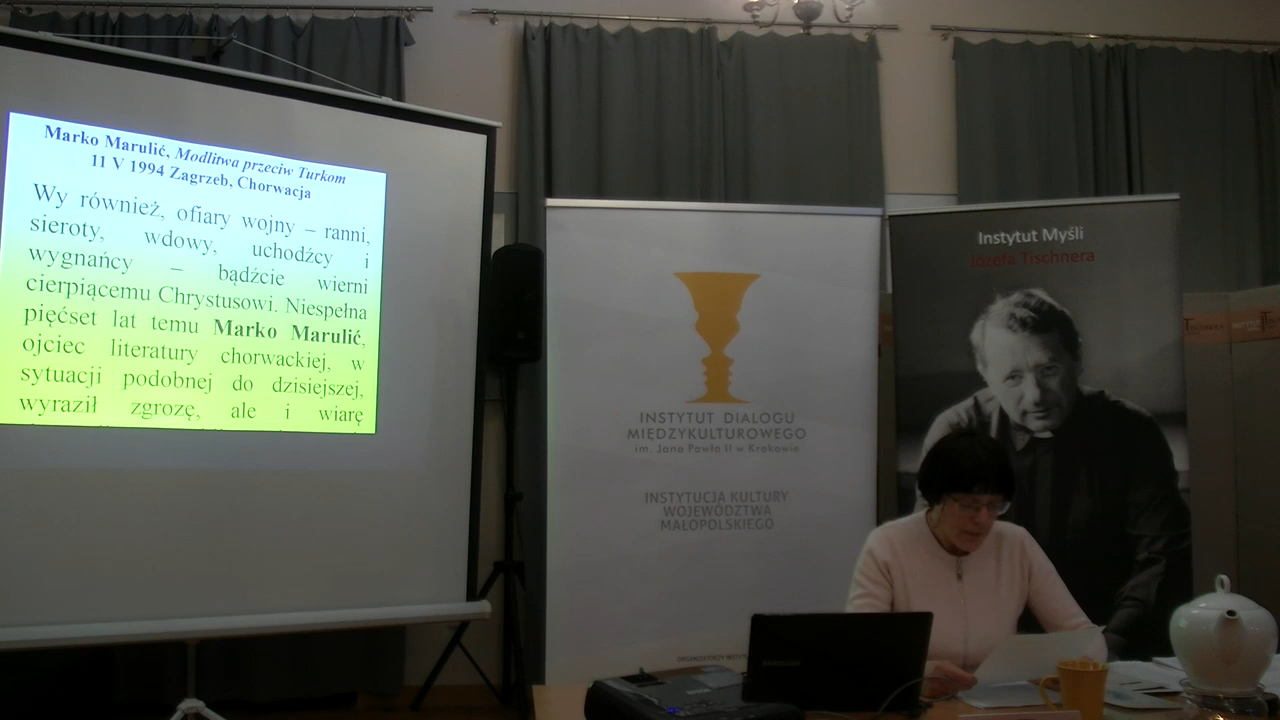 Marko Marulić, Modlitwa przeciw Turkom
11 V 1994 Zagrzeb, Chorwacja
Wy również, ofiary wojny – ranni,
sieroty, wdowy, uchodźcy i
wygnańcy – bądźcie wierni
cierpiącemu Chrystusowi. Niespełna
pięćset lat temu Marko Marulić,
ojciec literatury chorwackiej, w
sytuacji podobnej do dzisiejszej,
wyraził zgrozę, ale i wiarę
INSTYTUT DIALOGU
MIĘDZYKULTUROWEGO
im. Jana Pawła II w Krakowie
INSTYTUCJA KULTURY
WOJEWÓDZTWA
MAŁOPOLSKIEGO
Instytut Myśli
Józefa Tischnera